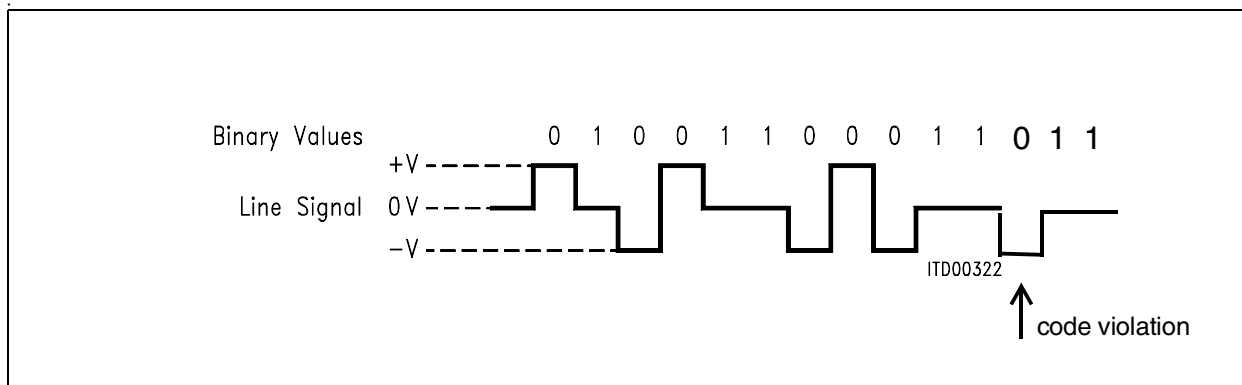 Binary Values 0 1 0 0 1 1 0 0 0 1 1 0 1 1
+V
Line Signal 0V
−V
ITD00322
code violation